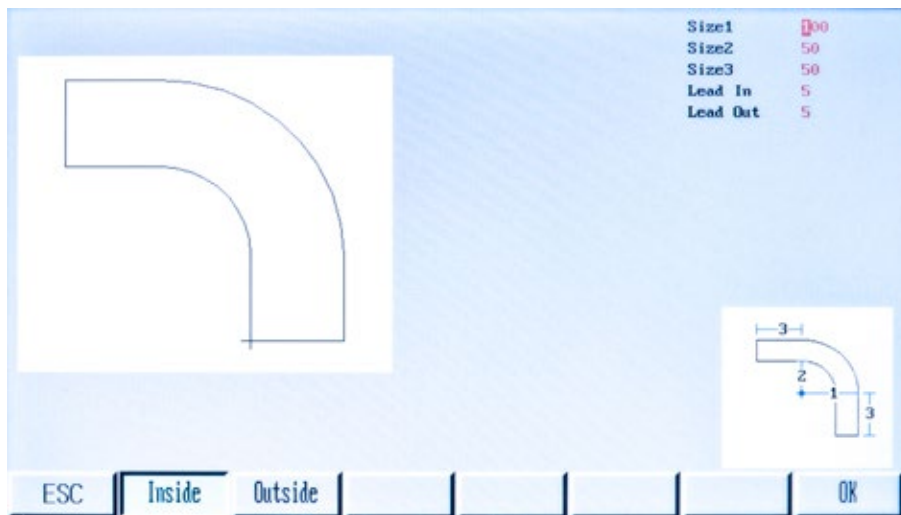 Size1 100
Size2 50
Size3 50
Lead In 5
Lead Out 5
3
2
1
3
ESC Inside Outside OK